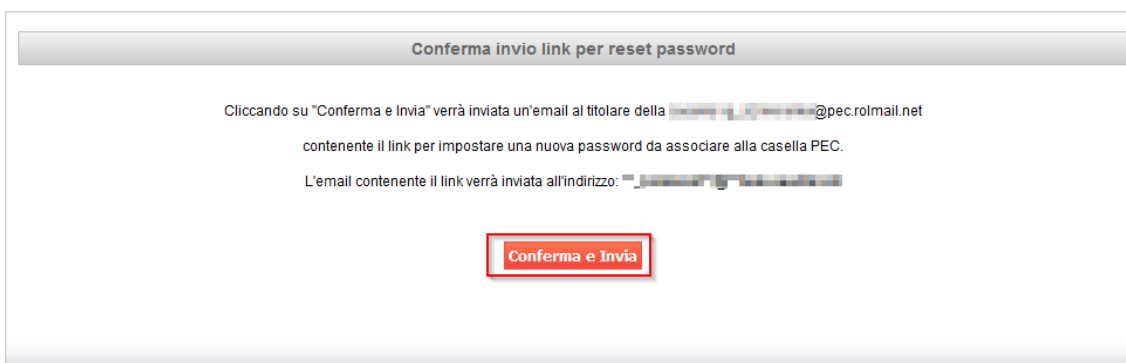 Conferma invio link per reset password
Cliccando su "Conferma e Invia" verrà inviata un'email al titolare della @pec.rolmail.net
contenente il link per impostare una nuova password da associare alla casella PEC.
L'email contenente il link verrà inviata all'indirizzo:
Conferma e Invia